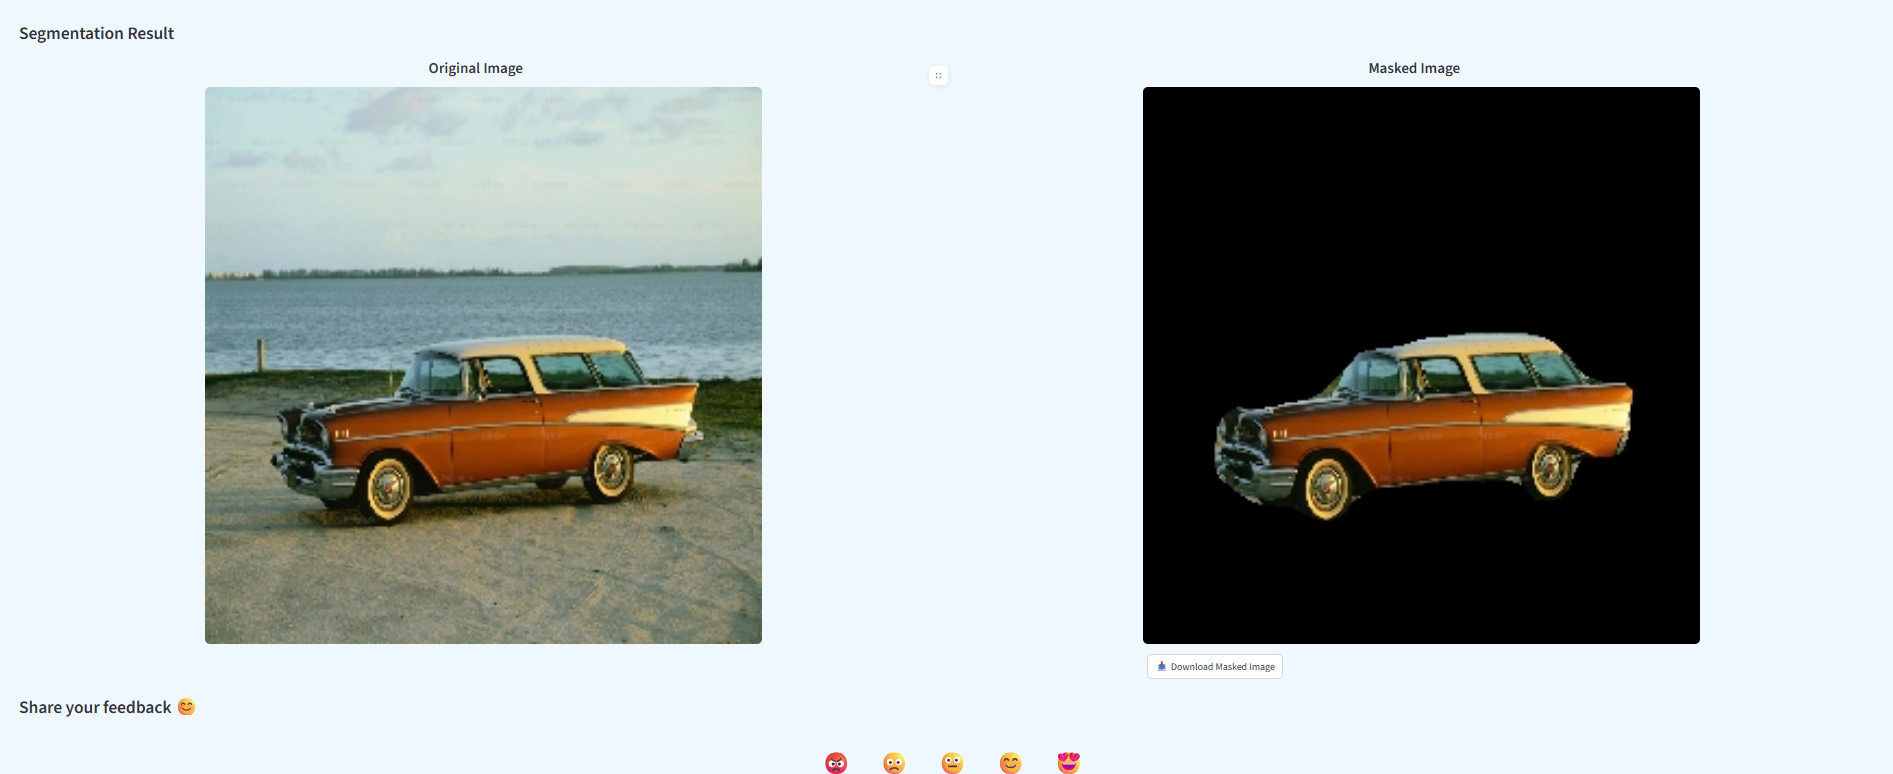 Segmentation Result
Original Image
Masked Image
Download Masked Image
Share your feedback 😊